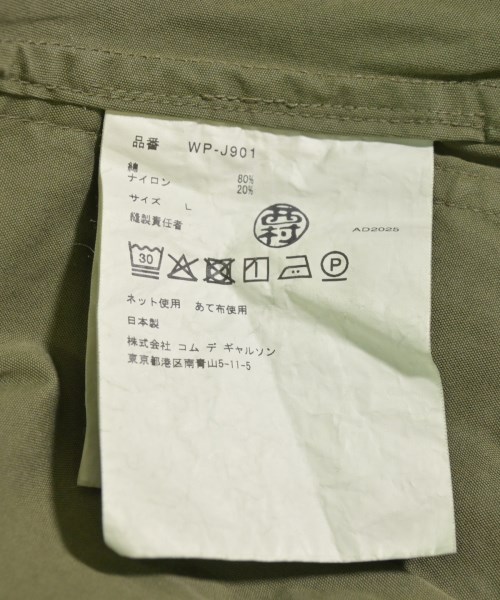 品番 WP-J901
綿 80%
ナイロン 20%
サイズ L
縫製責任者 西村 AD2025
30 P
ネット使用 あて布使用
日本製
株式会社 コム デ ギャルソン
東京都港区南青山5-11-5